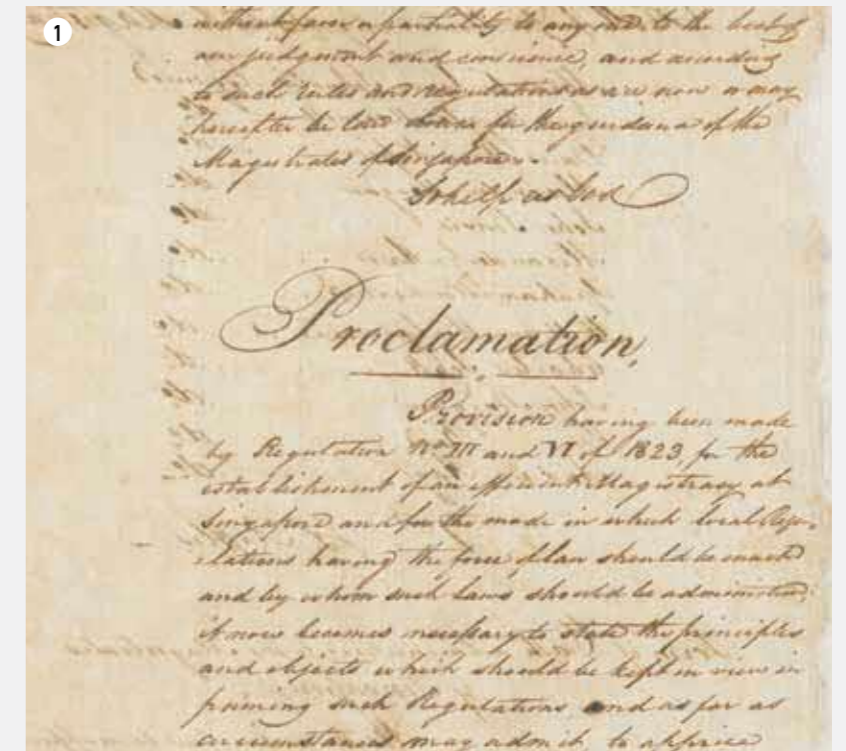 1
without favor or partiality to any one to the best of
our judgment and conscience, and according
to such rules and regulations as are now or may
hereafter be laid down for the guidance of the
Magistrates of Singapore.
So help us God
Proclamation,
Provision having been made
by Regulation No. III and VI of 1823, for the
establishment of an efficient Magistracy at
Singapore and for the mode in which local Regu-
lations having the force of law should be made
and by whom such laws should be administered;
it now becomes necessary to state the principles
and objects which should be kept in view in
framing such Regulations and as far as
circumstances may admit, to